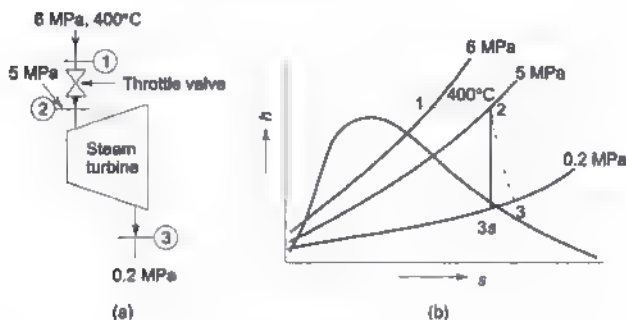 6 MPa, 400°C
1
5 MPa
Throttle valve
2
Steam
turbine
3
0.2 MPa
(a)
h
6 MPa
5 MPa
1
400°C
2
0.2 MPa
3s
3
s
(b)